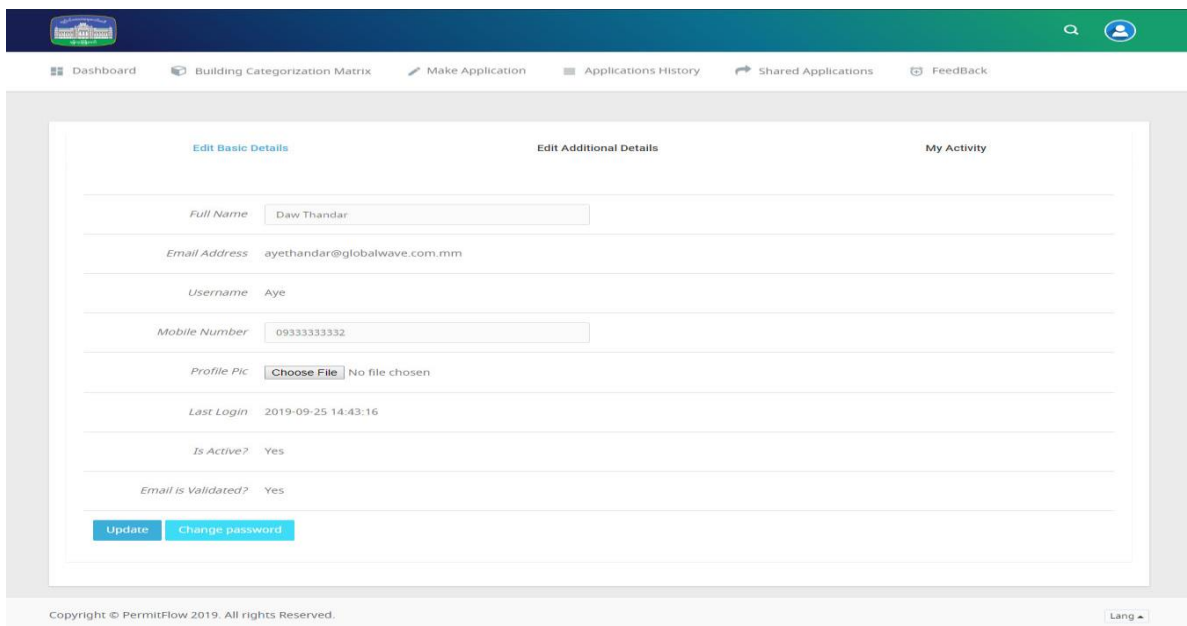 Dashboard Building Categorization Matrix Make Application Applications History Shared Applications FeedBack
Edit Basic Details Edit Additional Details My Activity
Full Name Daw Thandar
Email Address ayethandar@globalwave.com.mm
Username Aye
Mobile Number 09333333332
Profile Pic Choose File No file chosen
Last Login 2019-09-25 14:43:16
Is Active? Yes
Email is Validated? Yes
Update Change password
Copyright © PermitFlow 2019. All rights Reserved. Lang